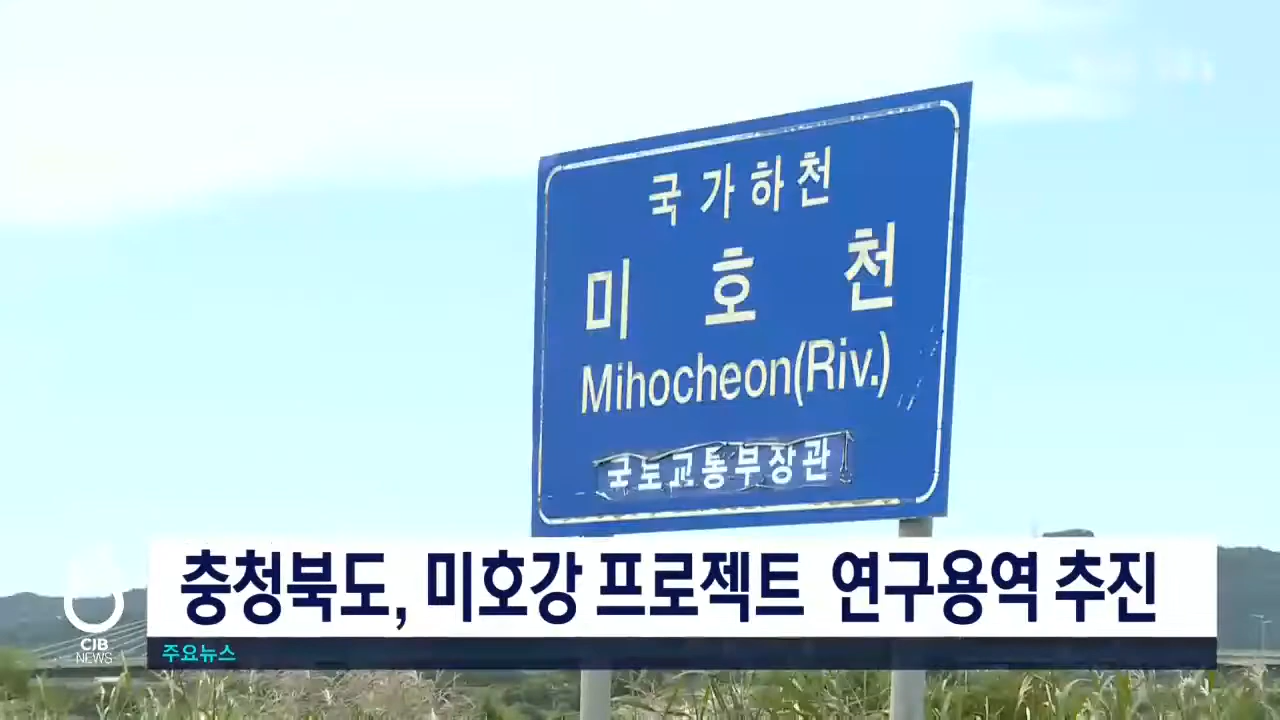 국가하천
미 호 천
Mihocheon(Riv.)
국토교통부장관
충청북도, 미호강 프로젝트 연구용역 추진
CJB
NEWS
주요뉴스